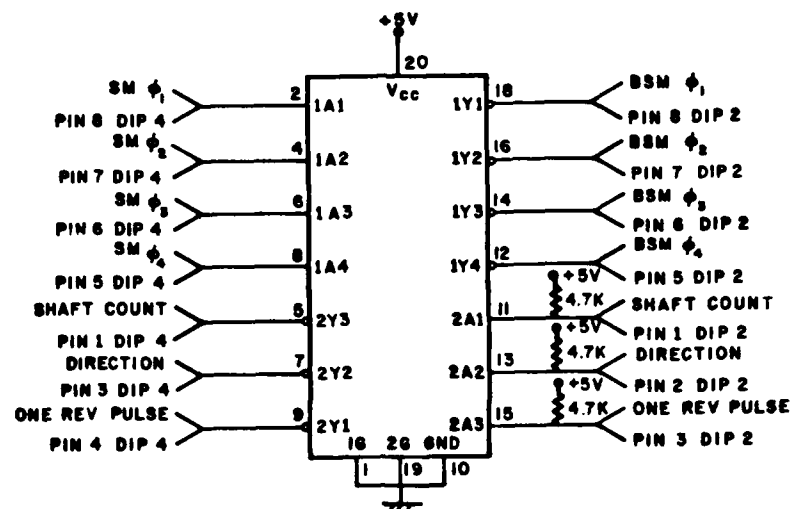 +5V
20
Vcc
SM ϕ1
2
1A1
PIN 8 DIP 4
SM ϕ2
4
1A2
PIN 7 DIP 4
SM ϕ3
6
1A3
PIN 6 DIP 4
SM ϕ4
8
1A4
PIN 5 DIP 4
SHAFT COUNT
5
2Y3
PIN 1 DIP 4
DIRECTION
7
2Y2
PIN 3 DIP 4
ONE REV PULSE
9
2Y1
PIN 4 DIP 4
1Y1
18
BSM ϕ1
PIN 8 DIP 2
1Y2
16
BSM ϕ2
PIN 7 DIP 2
1Y3
14
BSM ϕ3
PIN 6 DIP 2
1Y4
12
BSM ϕ4
PIN 5 DIP 2
+5V
4.7K
2A1
11
SHAFT COUNT
PIN 1 DIP 2
+5V
4.7K
2A2
13
DIRECTION
PIN 2 DIP 2
+5V
4.7K
2A3
15
ONE REV PULSE
PIN 3 DIP 2
1G 2G GND
1 19 10